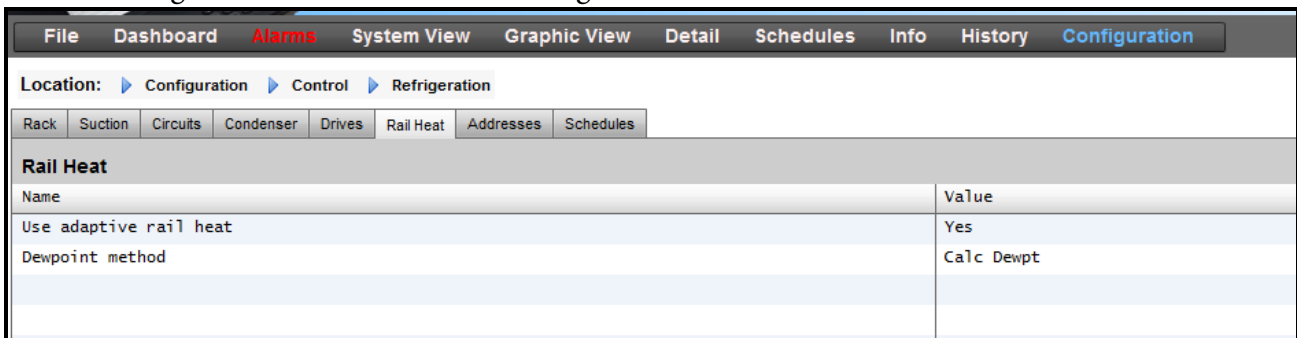 File Dashboard Alarms System View Graphic View Detail Schedules Info History Configuration
Location: Configuration Control Refrigeration
Rack Suction Circuits Condenser Drives Rail Heat Addresses Schedules
Rail Heat
Name Value
Use adaptive rail heat Yes
Dewpoint method Calc Dewpt